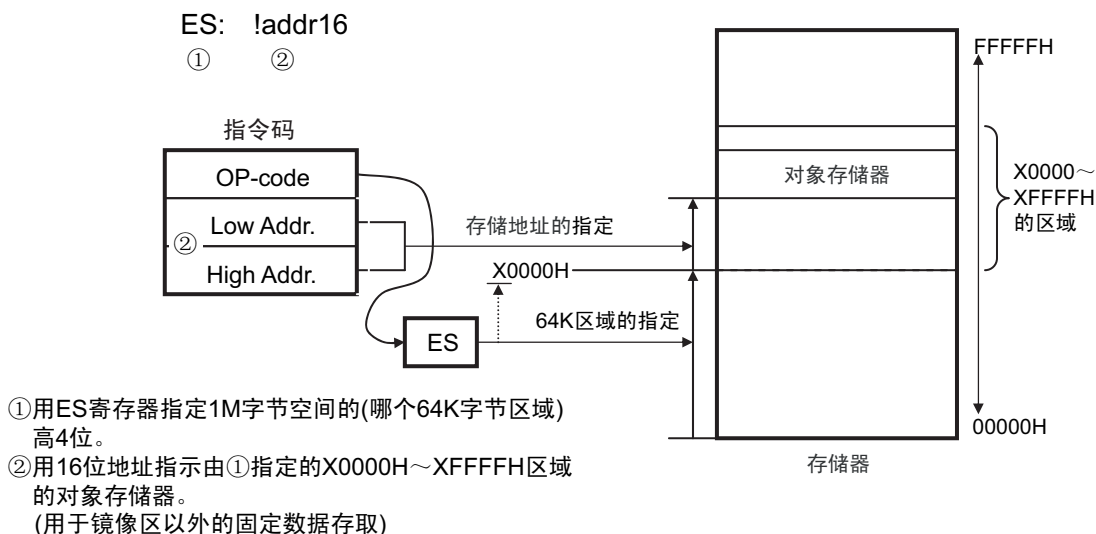 ES: !addr16
① ②
指令码
OP-code
Low Addr.
②
High Addr.
ES
存储地址的指定
X0000H
64K区域的指定
FFFFFH
对象存储器
X0000～
XFFFFH
的区域
00000H
存储器
①用ES寄存器指定1M字节空间的(哪个64K字节区域)
高4位。
②用16位地址指示由①指定的X0000H～XFFFFH区域
的对象存储器。
(用于镜像区以外的固定数据存取)